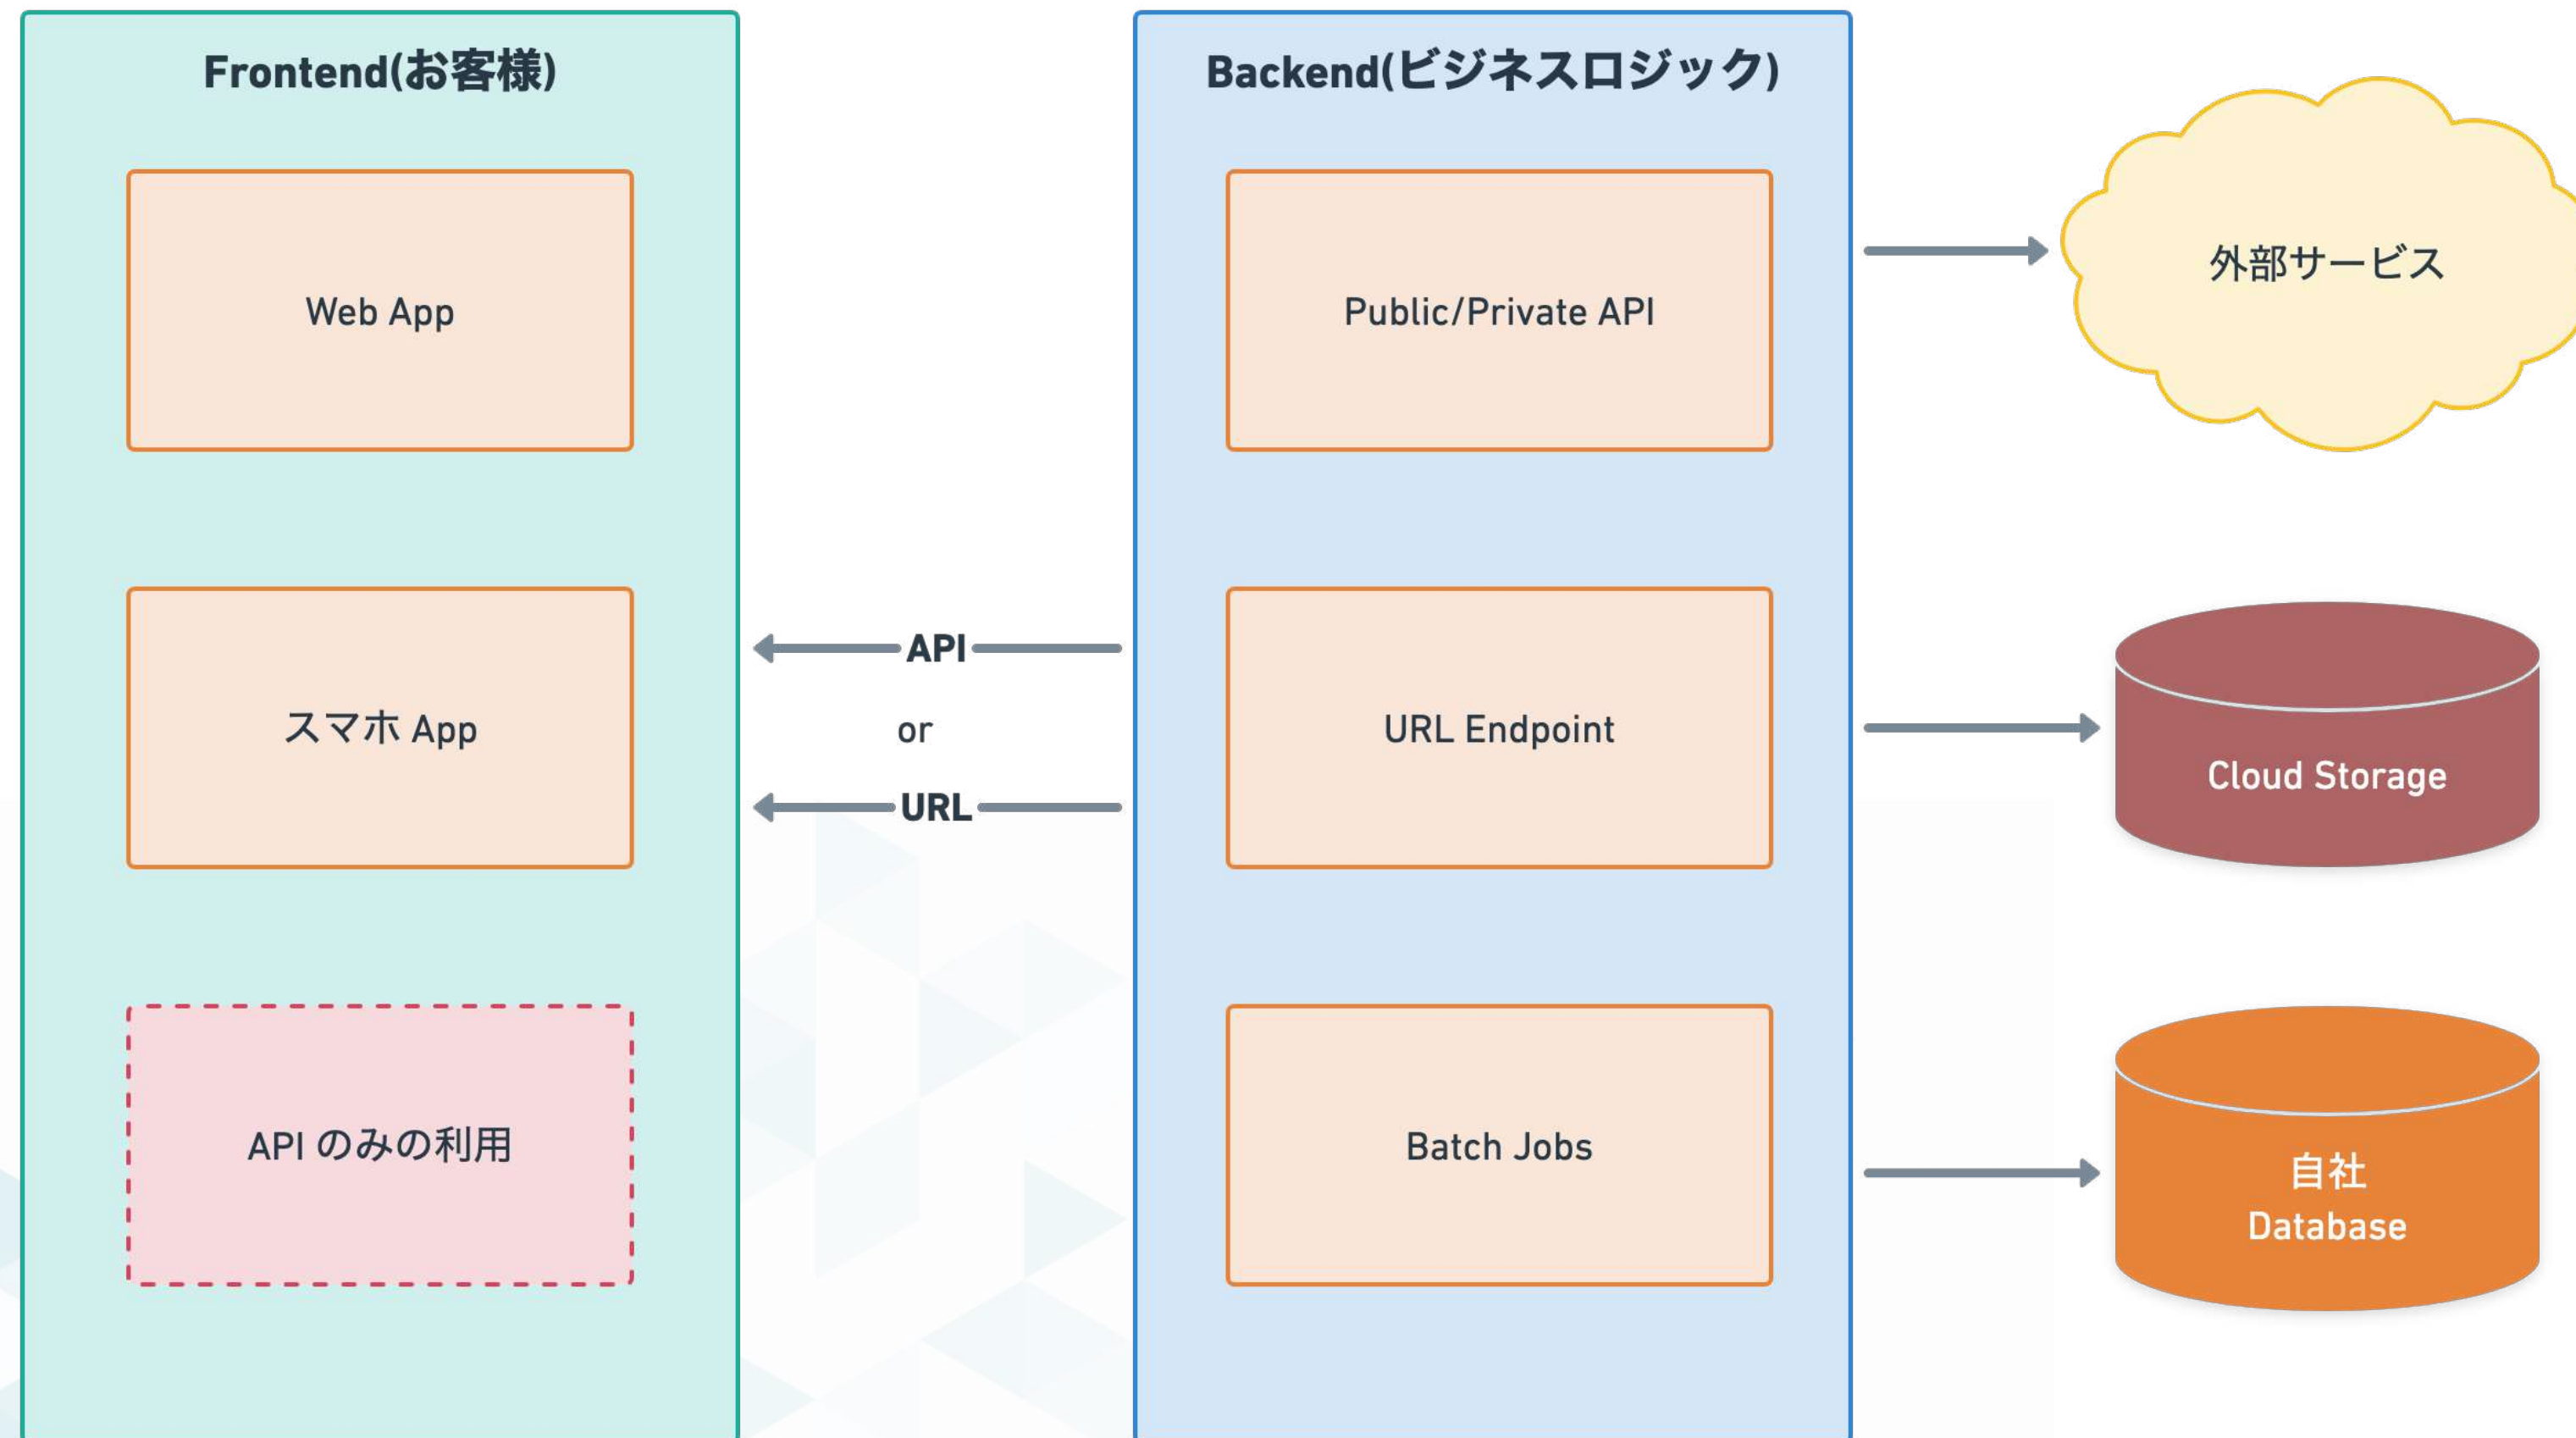 Frontend(お客様)
Web App
スマホ App
API のみの利用
API
or
URL
Backend(ビジネスロジック)
Public/Private API
URL Endpoint
Batch Jobs
外部サービス
Cloud Storage
自社
Database